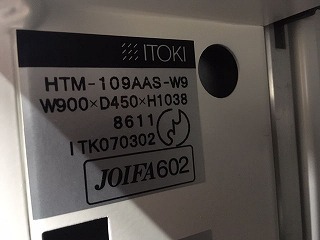 ITOKI
HTM-109AAS-W9
W900×D450×H1038
8611
ITK070302
JOIFA602